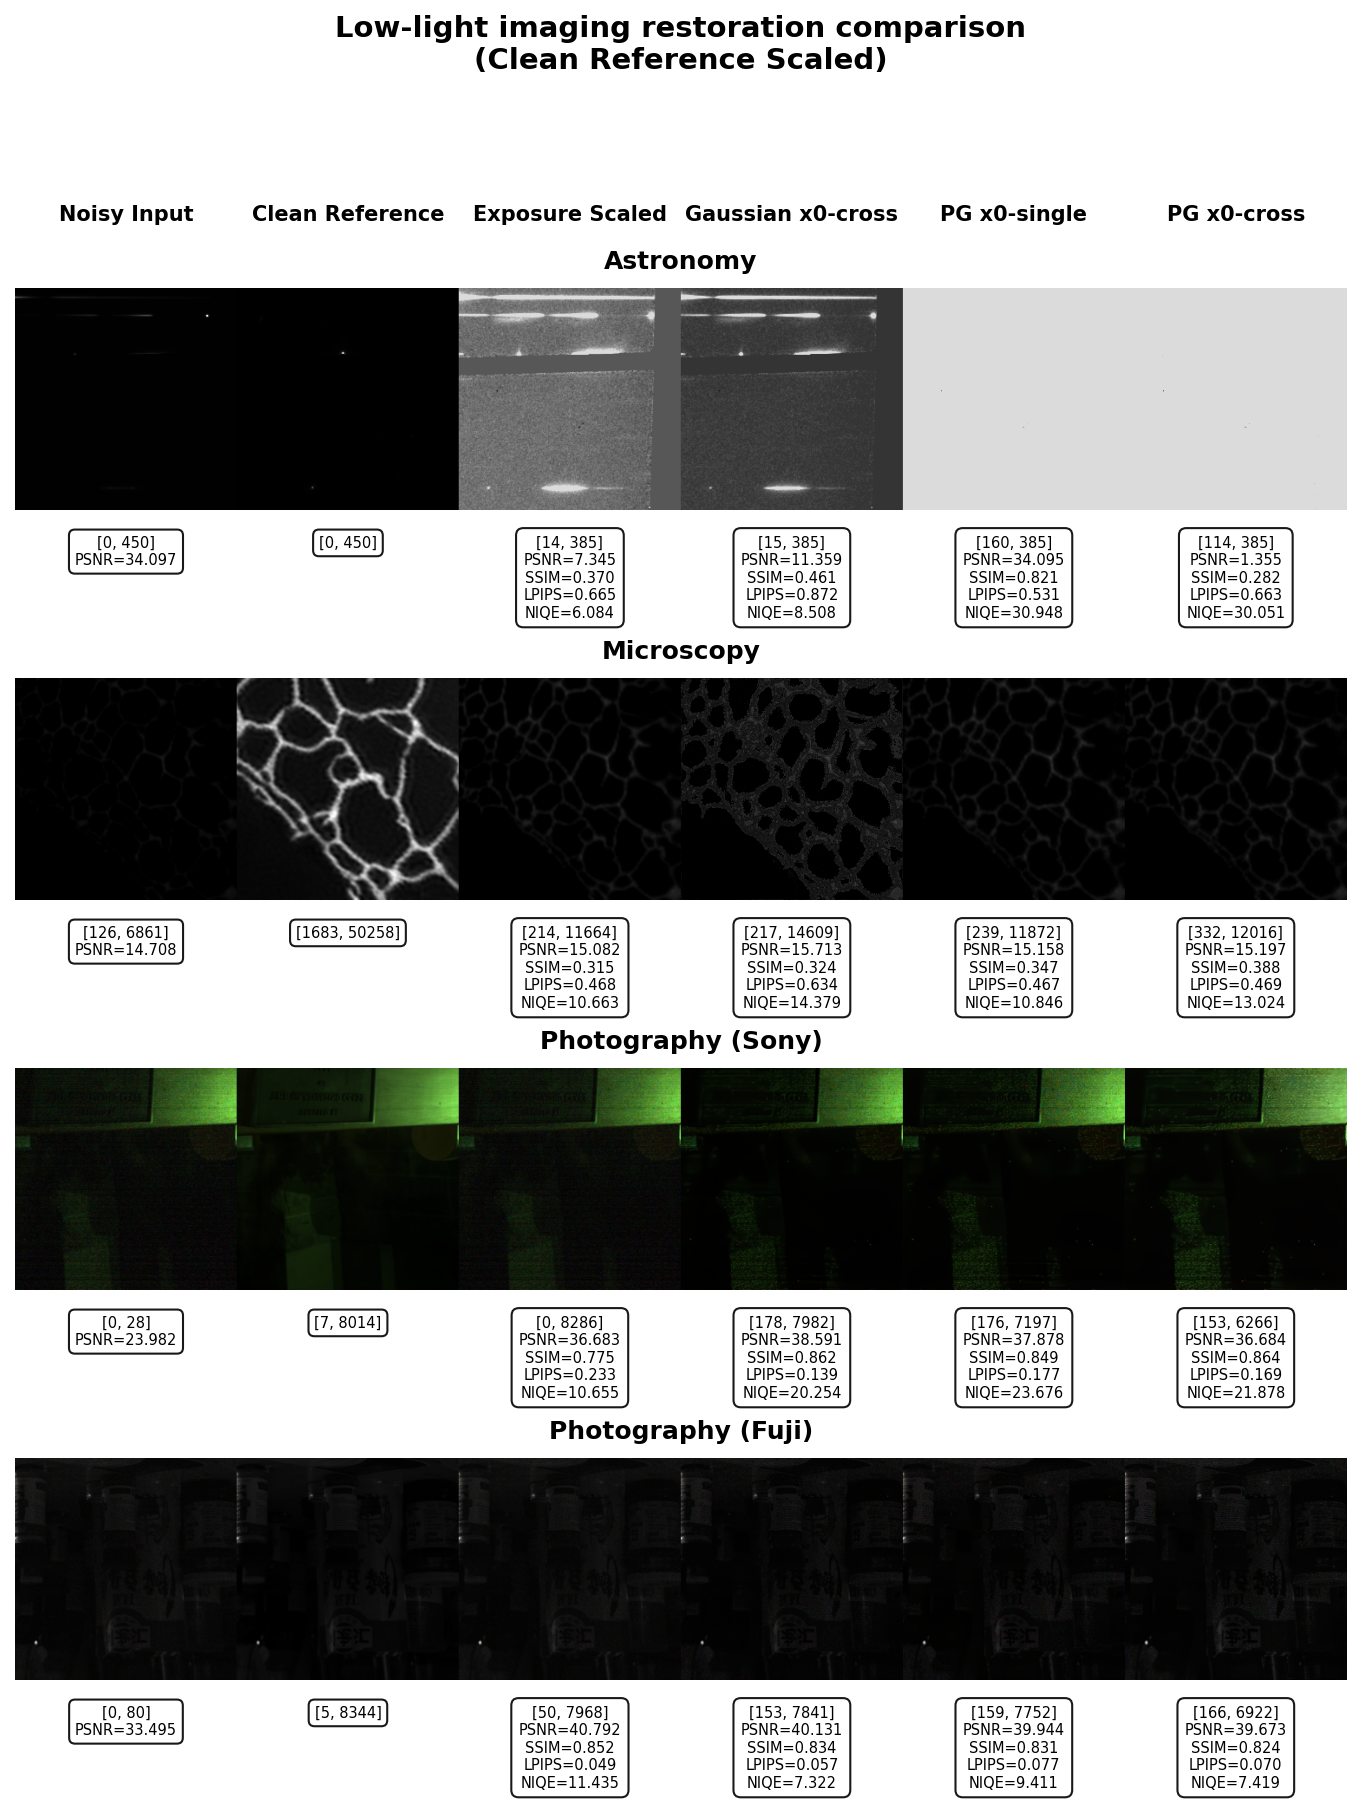 Low-light imaging restoration comparison
(Clean Reference Scaled)
Noisy Input Clean Reference Exposure Scaled Gaussian x0-cross PG x0-single PG x0-cross
Astronomy
[0, 450]
PSNR=34.097
[0, 450]
[14, 385]
PSNR=7.345
SSIM=0.370
LPIPS=0.665
NIQE=6.084
[15, 385]
PSNR=11.359
SSIM=0.461
LPIPS=0.872
NIQE=8.508
[160, 385]
PSNR=34.095
SSIM=0.821
LPIPS=0.531
NIQE=30.948
[114, 385]
PSNR=1.355
SSIM=0.282
LPIPS=0.663
NIQE=30.051
Microscopy
[126, 6861]
PSNR=14.708
[1683, 50258]
[214, 11664]
PSNR=15.082
SSIM=0.315
LPIPS=0.468
NIQE=10.663
[217, 14609]
PSNR=15.713
SSIM=0.324
LPIPS=0.634
NIQE=14.379
[239, 11872]
PSNR=15.158
SSIM=0.347
LPIPS=0.467
NIQE=10.846
[332, 12016]
PSNR=15.197
SSIM=0.388
LPIPS=0.469
NIQE=13.024
Photography (Sony)
[0, 28]
PSNR=23.982
[7, 8014]
[0, 8286]
PSNR=36.683
SSIM=0.775
LPIPS=0.233
NIQE=10.655
[178, 7982]
PSNR=38.591
SSIM=0.862
LPIPS=0.139
NIQE=20.254
[176, 7197]
PSNR=37.878
SSIM=0.849
LPIPS=0.177
NIQE=23.676
[153, 6266]
PSNR=36.684
SSIM=0.864
LPIPS=0.169
NIQE=21.878
Photography (Fuji)
[0, 80]
PSNR=33.495
[5, 8344]
[50, 7968]
PSNR=40.792
SSIM=0.852
LPIPS=0.049
NIQE=11.435
[153, 7841]
PSNR=40.131
SSIM=0.834
LPIPS=0.057
NIQE=7.322
[159, 7752]
PSNR=39.944
SSIM=0.831
LPIPS=0.077
NIQE=9.411
[166, 6922]
PSNR=39.673
SSIM=0.824
LPIPS=0.070
NIQE=7.419